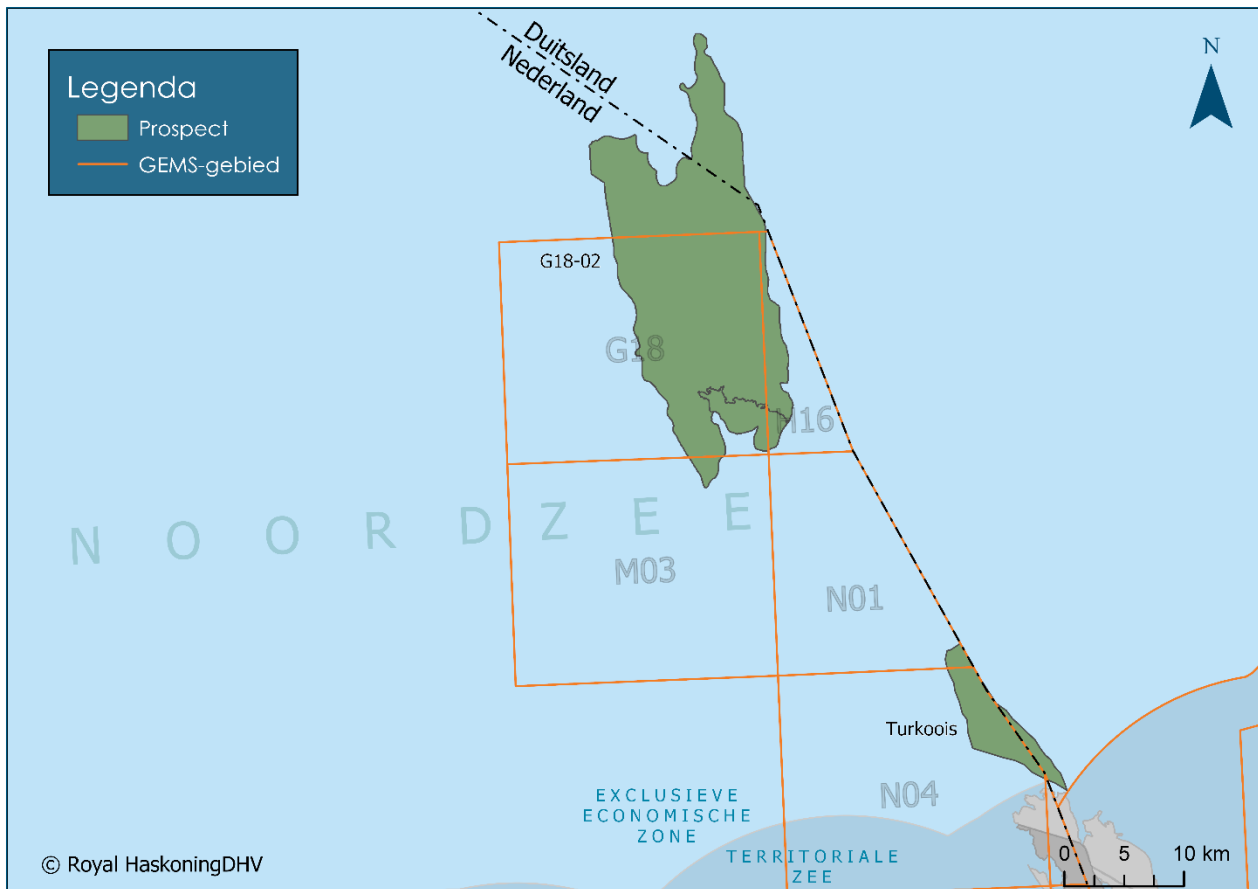 Duitsland
Nederland
N
Legenda
Prospect
GEMS-gebied
G18-02
G18
H16
NOORDZEE
M03
N01
Turkoois
N04
EXCLUSIEVE
ECONOMISCHE
ZONE
TERRITORIALE
ZEE
© Royal HaskoningDHV
0 5 10 km